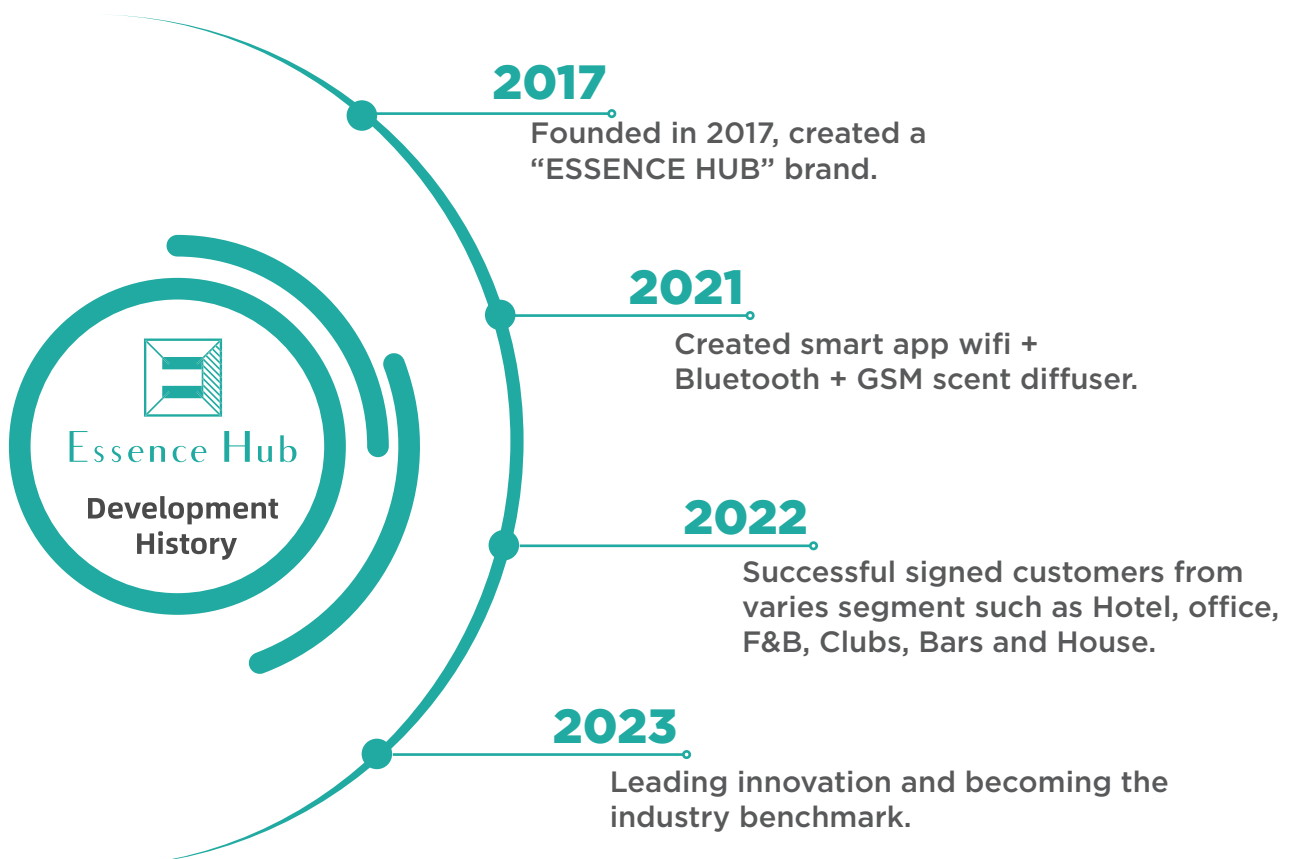 2017
Founded in 2017, created a
“ESSENCE HUB” brand.
2021
Created smart app wifi +
Bluetooth + GSM scent diffuser.
Essence Hub
Development
History
2022
Successful signed customers from
varies segment such as Hotel, office,
F&B, Clubs, Bars and House.
2023
Leading innovation and becoming the
industry benchmark.